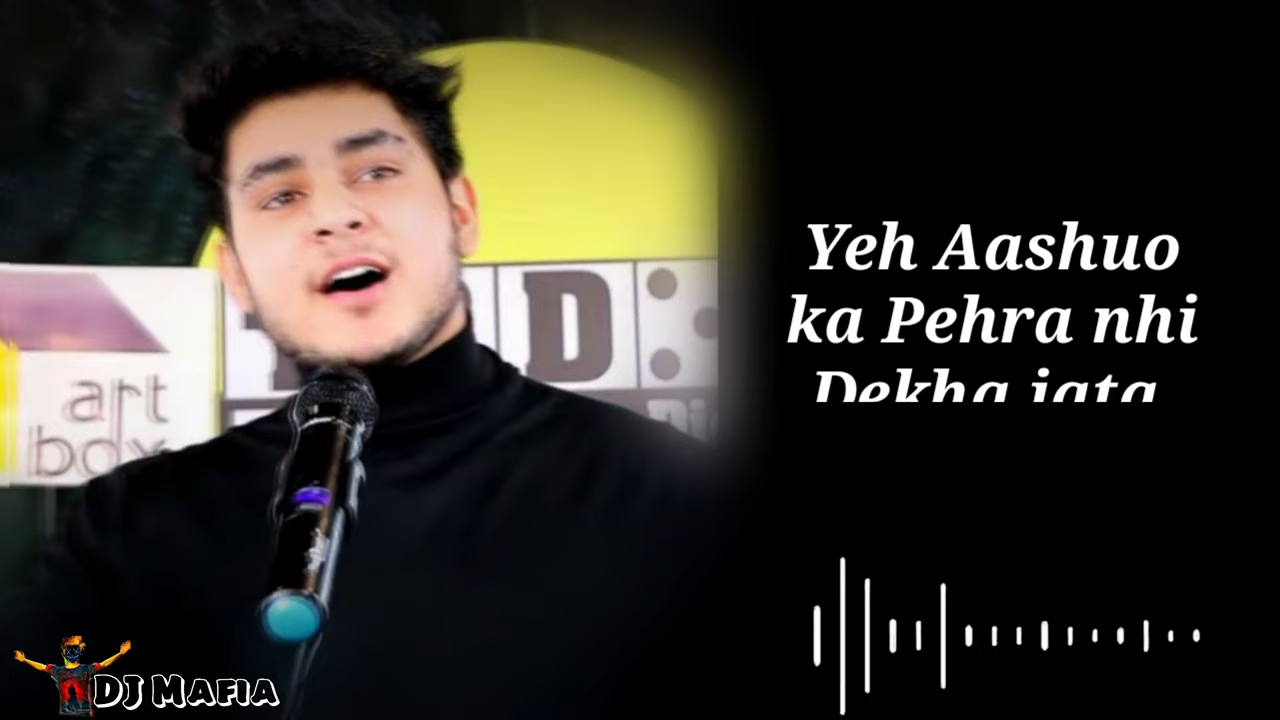 art
box
D
Yeh Aashuo
ka Pehra nhi
Dekha jata
DJ MAFIA